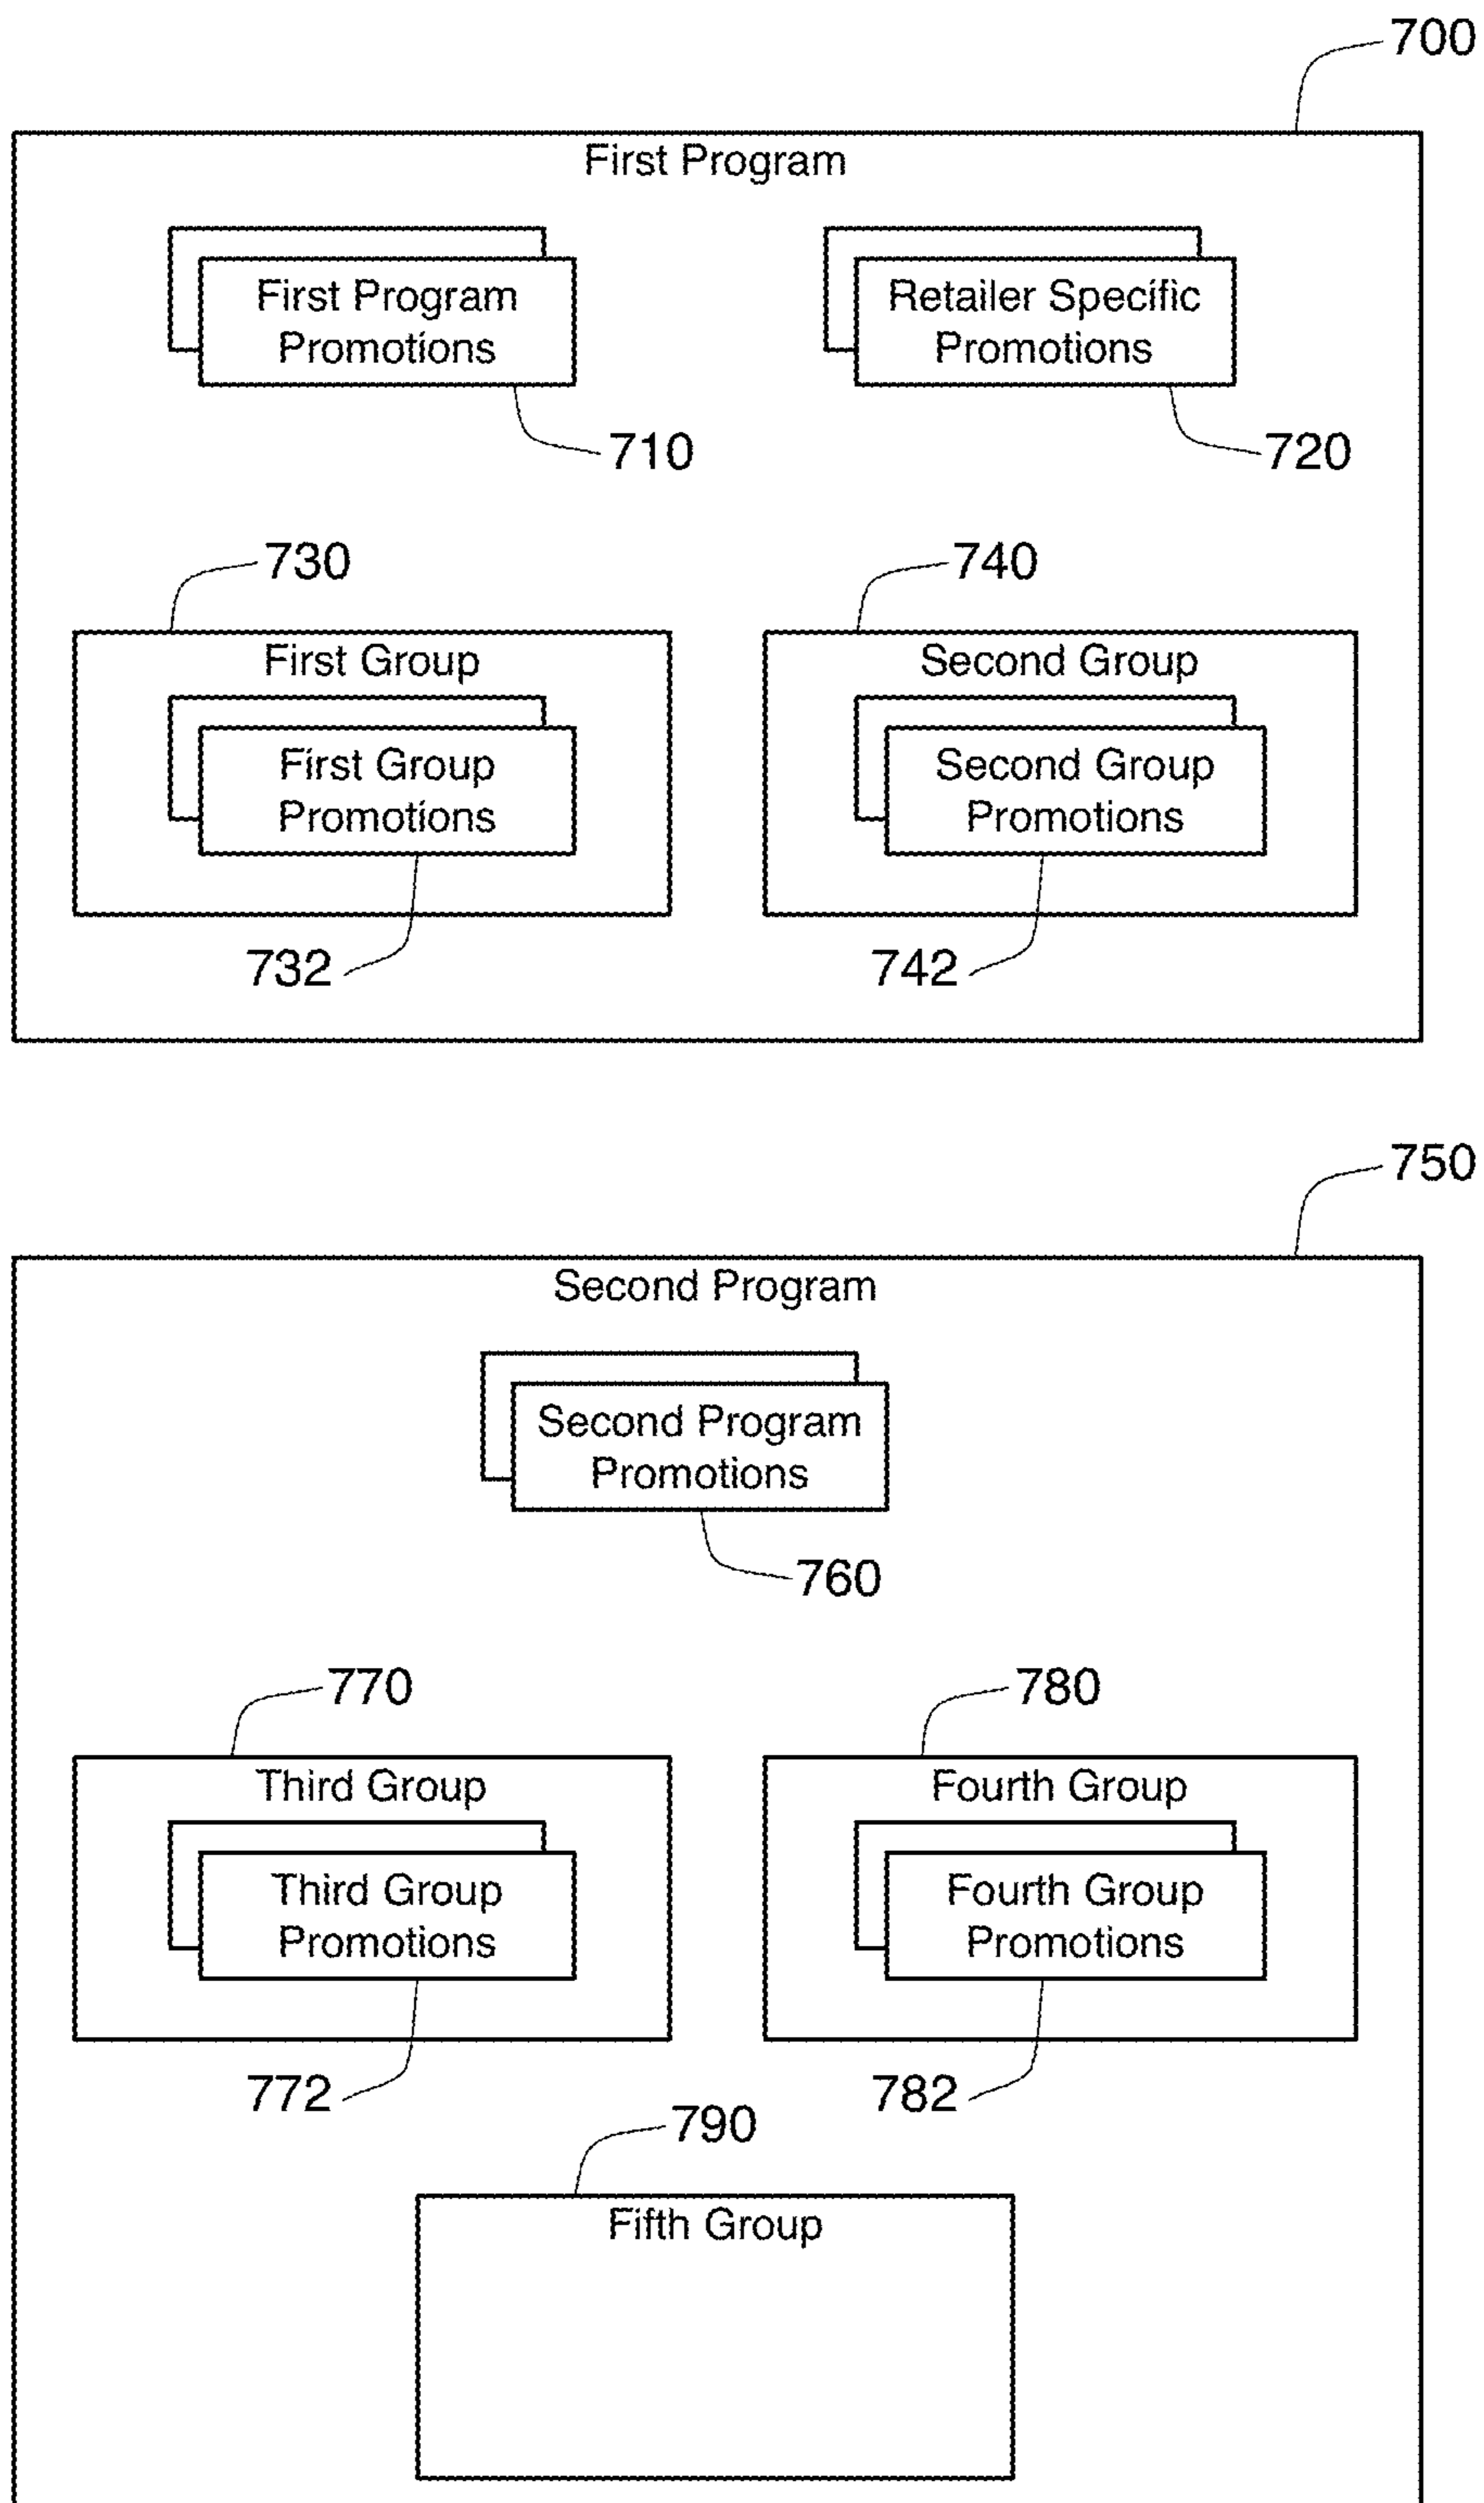 700
First Program
First Program
Promotions
Retailer Specific
Promotions
710
720
730
740
First Group
Second Group
First Group
Promotions
Second Group
Promotions
732
742
750
Second Program
Second Program
Promotions
760
770
780
Third Group
Fourth Group
Third Group
Promotions
Fourth Group
Promotions
772
782
790
Fifth Group